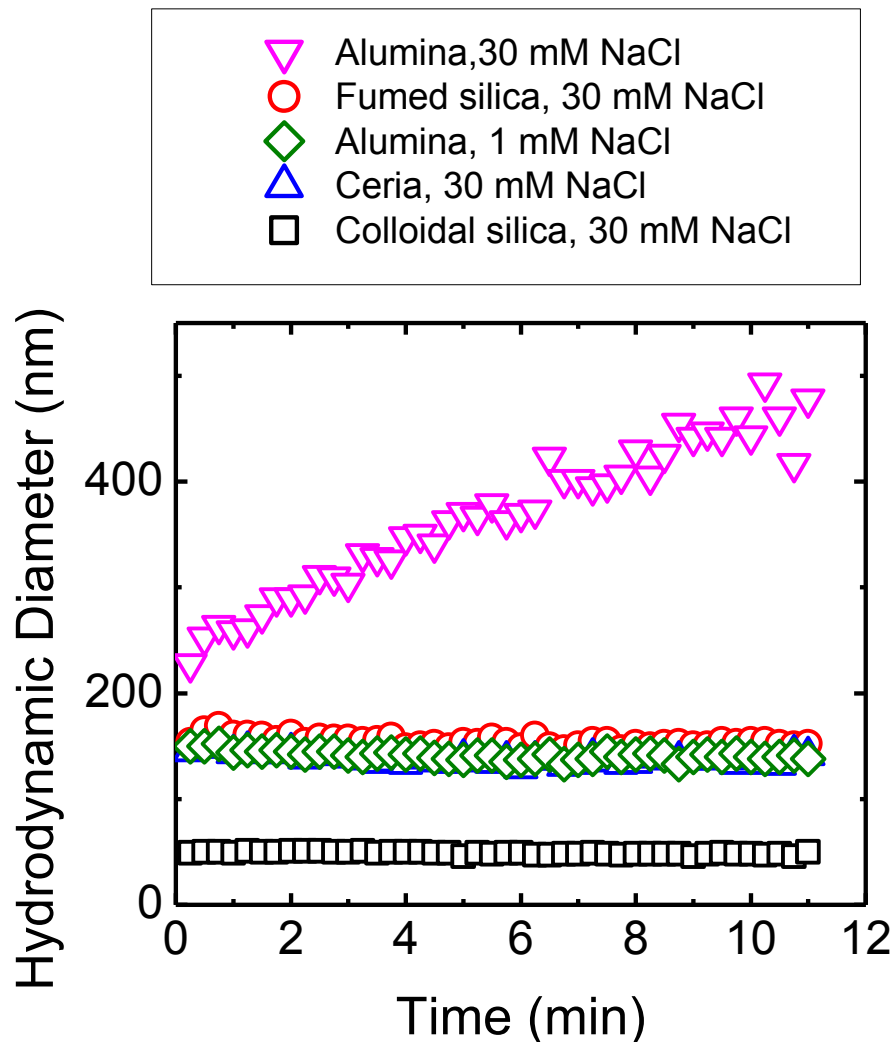 Alumina,30 mM NaCl
Fumed silica, 30 mM NaCl
Alumina, 1 mM NaCl
Ceria, 30 mM NaCl
Colloidal silica, 30 mM NaCl
Hydrodynamic Diameter (nm)
400
200
0
0 2 4 6 8 10 12
Time (min)